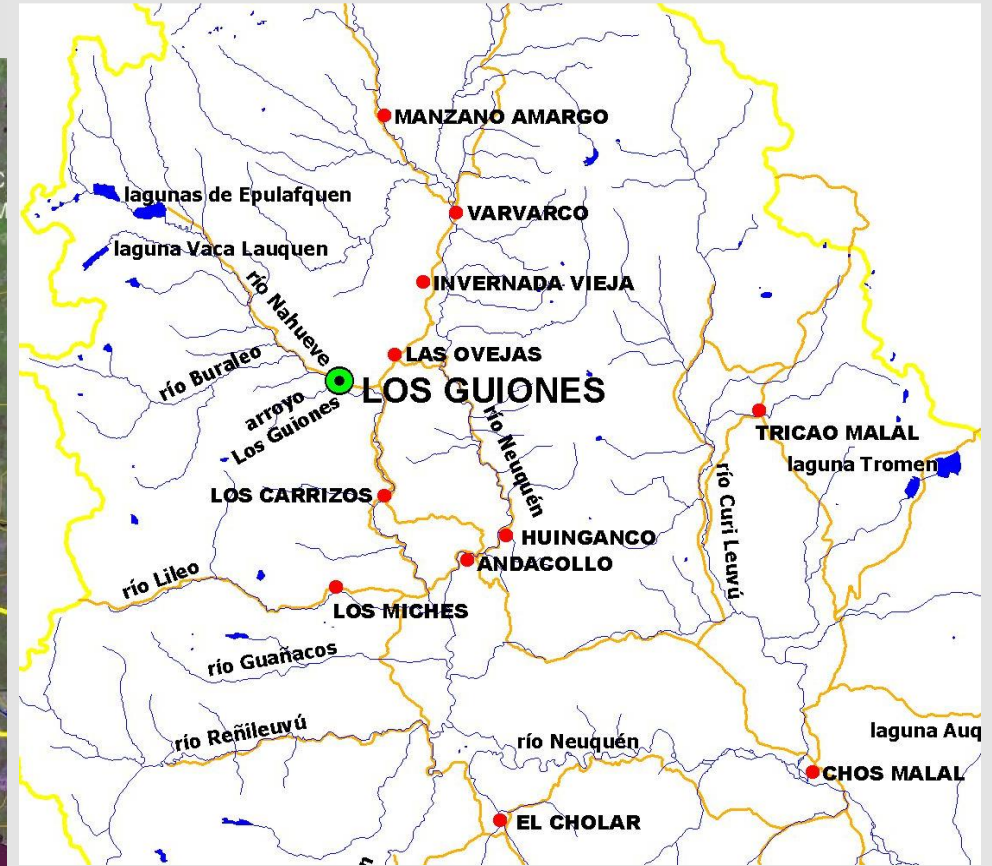 MANZANO AMARGO
lagunas de Epulafquen
VARVARCO
laguna Vaca Lauquen
INVERNADA VIEJA
río Nahueve
LAS OVEJAS
río Buraleo
LOS GUIONES
arroyo
Los Guiones
río Neuquén
TRICAO MALAL
laguna Tromen
río Curi Leuvú
LOS CARRIZOS
HUINGANCO
ANDACOLLO
río Lileo
LOS MICHES
río Guañacos
río Reñileuvú
río Neuquén
laguna Auq
CHOS MALAL
EL CHOLAR